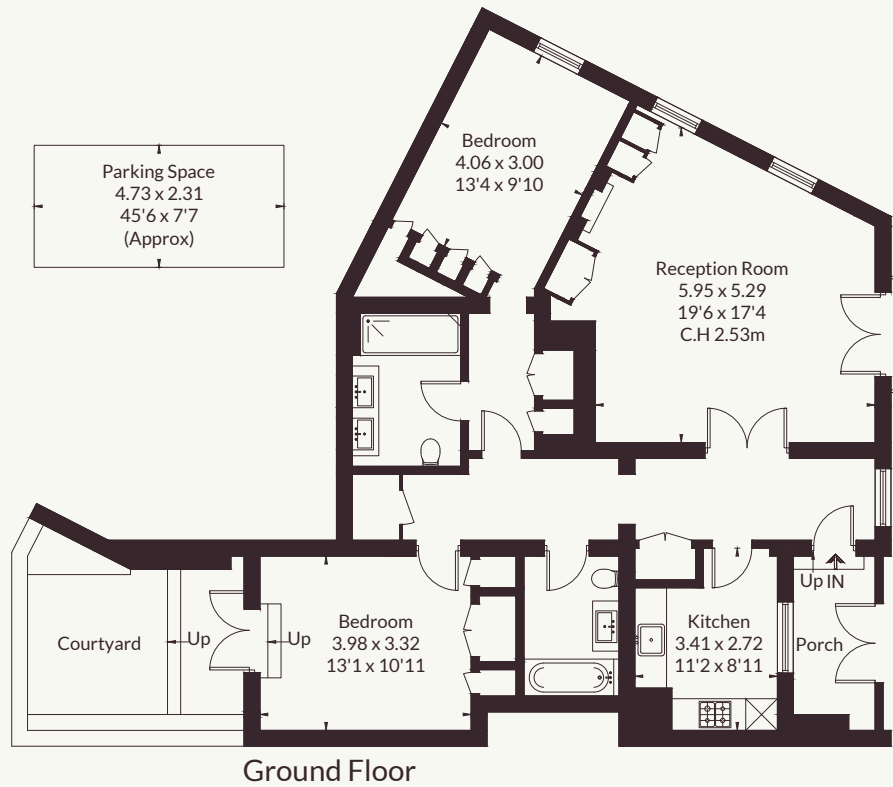 Parking Space
4.73 x 2.31
45'6 x 7'7
(Approx)
Bedroom
4.06 x 3.00
13'4 x 9'10
Reception Room
5.95 x 5.29
19'6 x 17'4
C.H 2.53m
Courtyard
Up
Up
Bedroom
3.98 x 3.32
13'1 x 10'11
Kitchen
3.41 x 2.72
11'2 x 8'11
Up IN
Porch
Ground Floor